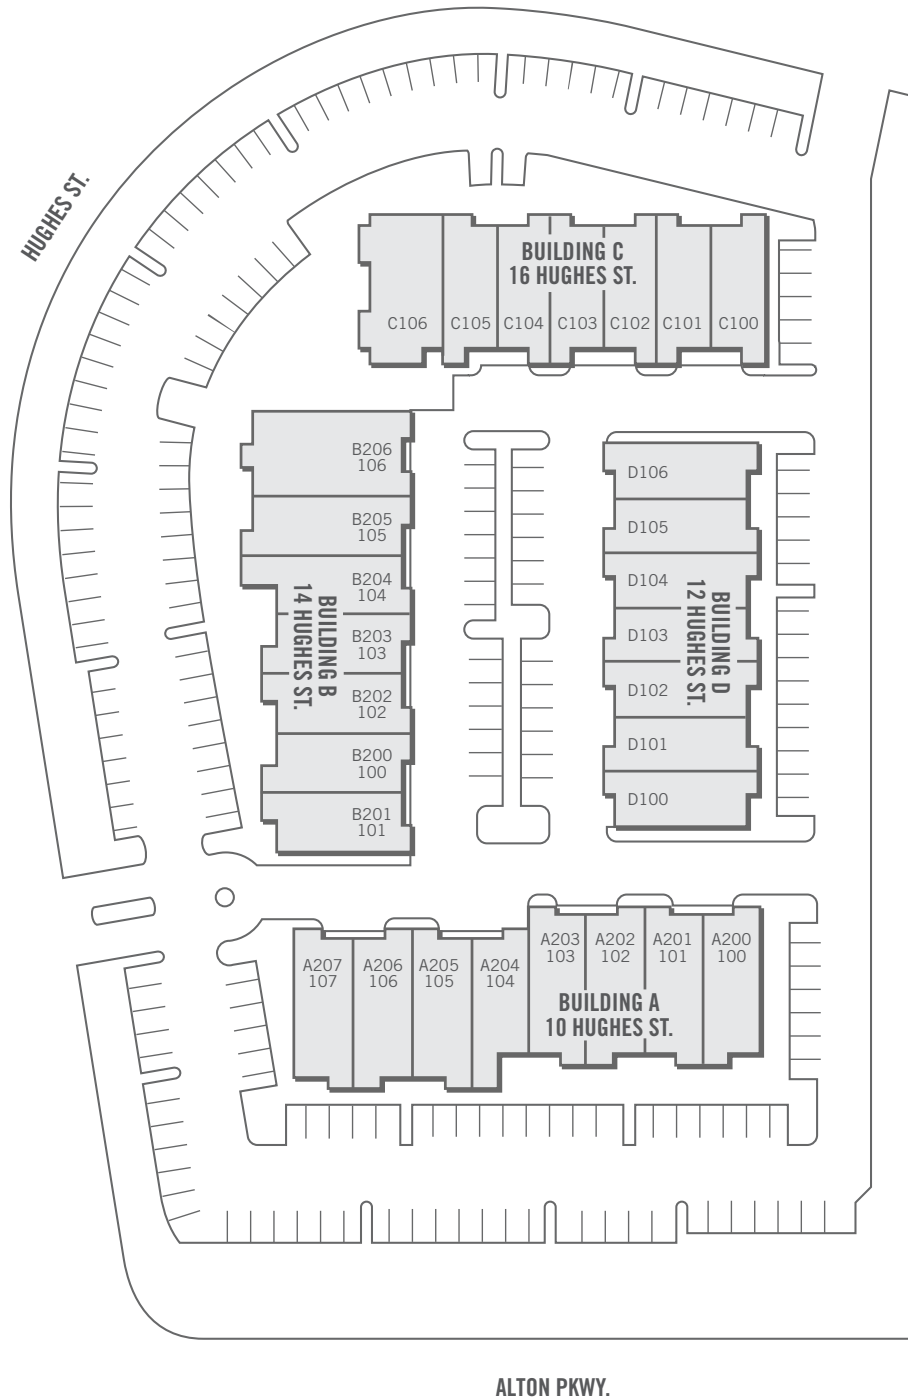 HUGHES ST.
BUILDING C
16 HUGHES ST.
C106
C105
C104
C103
C102
C101
C100
B206
106
B205
105
B204
104
B203
103
B202
102
B200
100
B201
101
BUILDING B
14 HUGHES ST.
D106
D105
D104
D103
D102
D101
D100
BUILDING D
12 HUGHES ST.
A207
107
A206
106
A205
105
A204
104
A203
103
A202
102
A201
101
A200
100
BUILDING A
10 HUGHES ST.
ALTON PKWY.